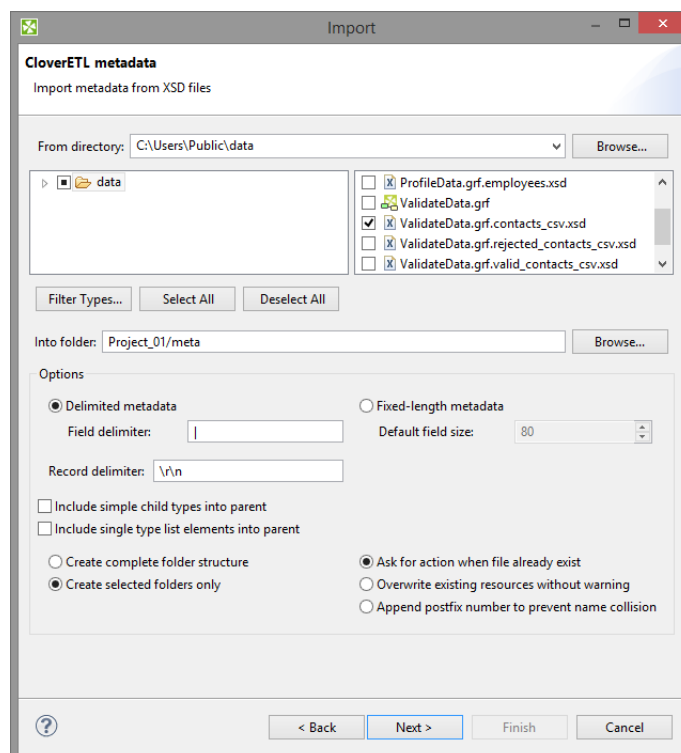 Import
CloverETL metadata
Import metadata from XSD files
From directory: C:\Users\Public\data Browse...
data
ProfileData.grf.employees.xsd
ValidateData.grf
ValidateData.grf.contacts_csv.xsd
ValidateData.grf.rejected_contacts_csv.xsd
ValidateData.grf.valid_contacts_csv.xsd
Filter Types... Select All Deselect All
Into folder: Project_01/meta Browse...
Options
Delimited metadata Fixed-length metadata
Field delimiter: | Default field size: 80
Record delimiter: \r\n
Include simple child types into parent
Include single type list elements into parent
Create complete folder structure Ask for action when file already exist
Create selected folders only Overwrite existing resources without warning
Append postfix number to prevent name collision
? < Back Next > Finish Cancel